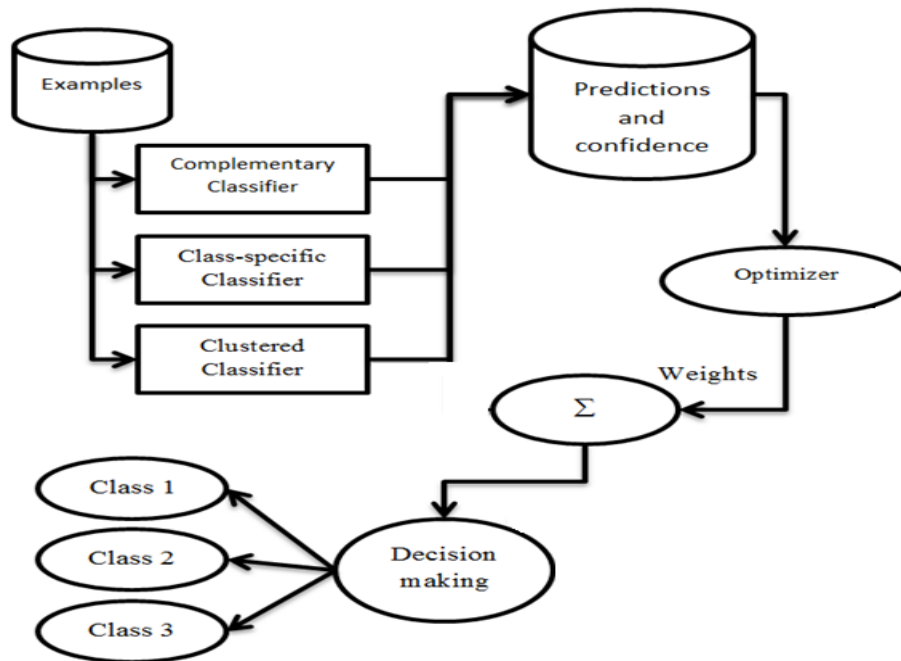 Examples
Complementary
Classifier
Class-specific
Classifier
Clustered
Classifier
Predictions
and
confidence
Optimizer
Weights
Σ
Decision
making
Class 1
Class 2
Class 3